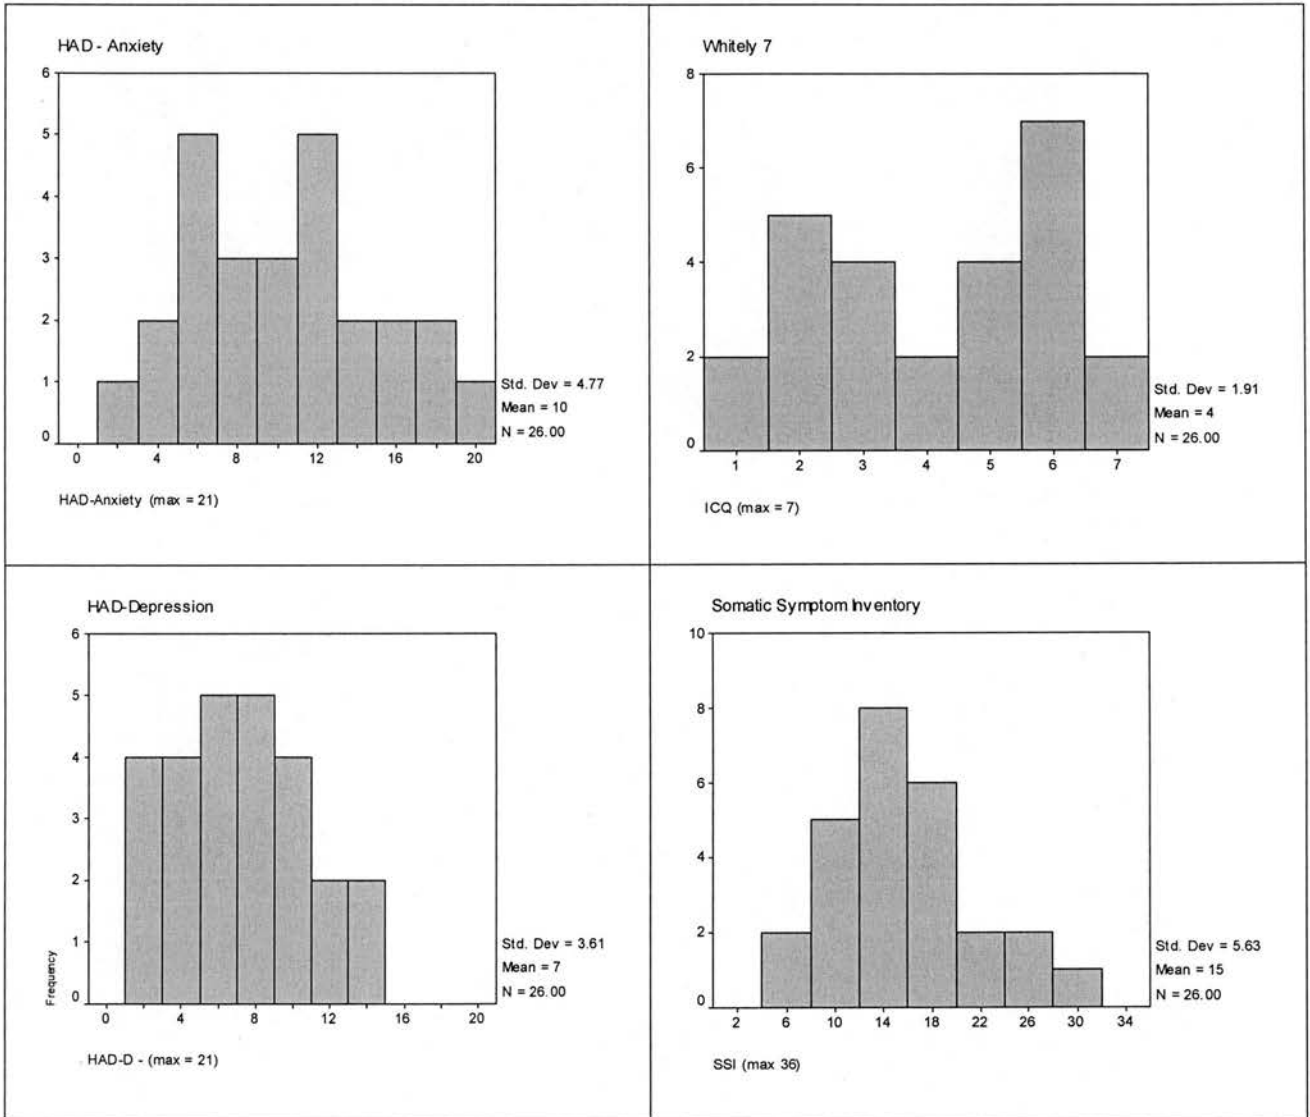 HAD - Anxiety
6
5
4
3
2
1
0
0 4 8 12 16 20
Std. Dev = 4.77
Mean = 10
N = 26.00
HAD-Anxiety (max = 21)
Whitely 7
8
6
4
2
0
1 2 3 4 5 6 7
Std. Dev = 1.91
Mean = 4
N = 26.00
ICQ (max = 7)
HAD-Depression
6
5
4
3
2
1
0
Frequency
0 4 8 12 16 20
Std. Dev = 3.61
Mean = 7
N = 26.00
HAD-D - (max = 21)
Somatic Symptom Inventory
10
8
6
4
2
0
2 6 10 14 18 22 26 30 34
Std. Dev = 5.63
Mean = 15
N = 26.00
SSI (max 36)